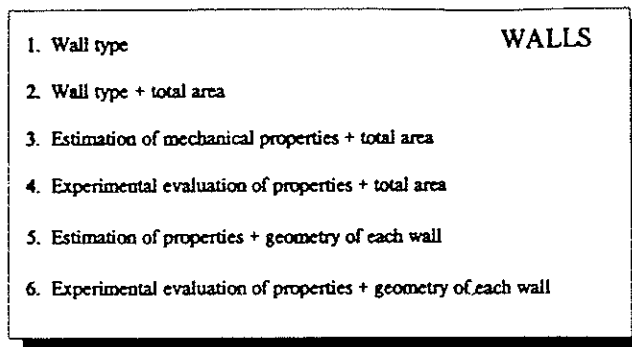 WALLS
1. Wall type
2. Wall type + total area
3. Estimation of mechanical properties + total area
4. Experimental evaluation of properties + total area
5. Estimation of properties + geometry of each wall
6. Experimental evaluation of properties + geometry of each wall